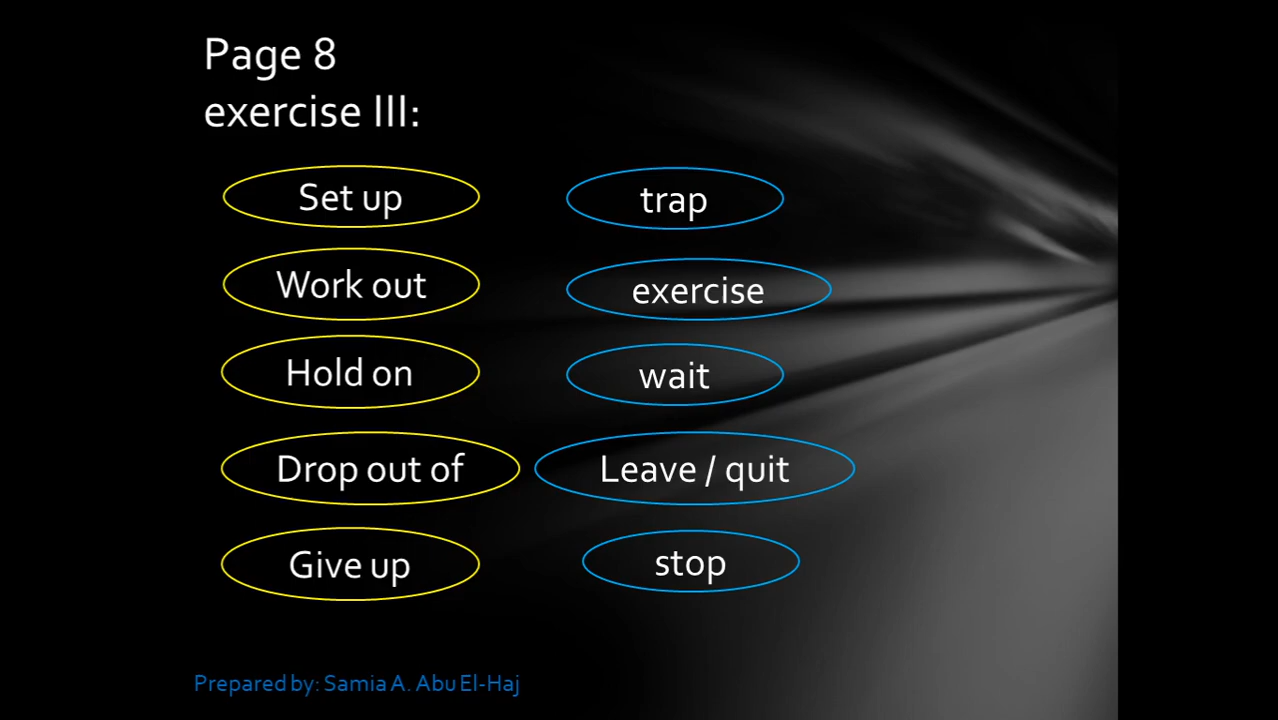 Page 8
exercise III:
Set up
trap
Work out
exercise
Hold on
wait
Drop out of
Leave / quit
Give up
stop
Prepared by: Samia A. Abu El-Haj